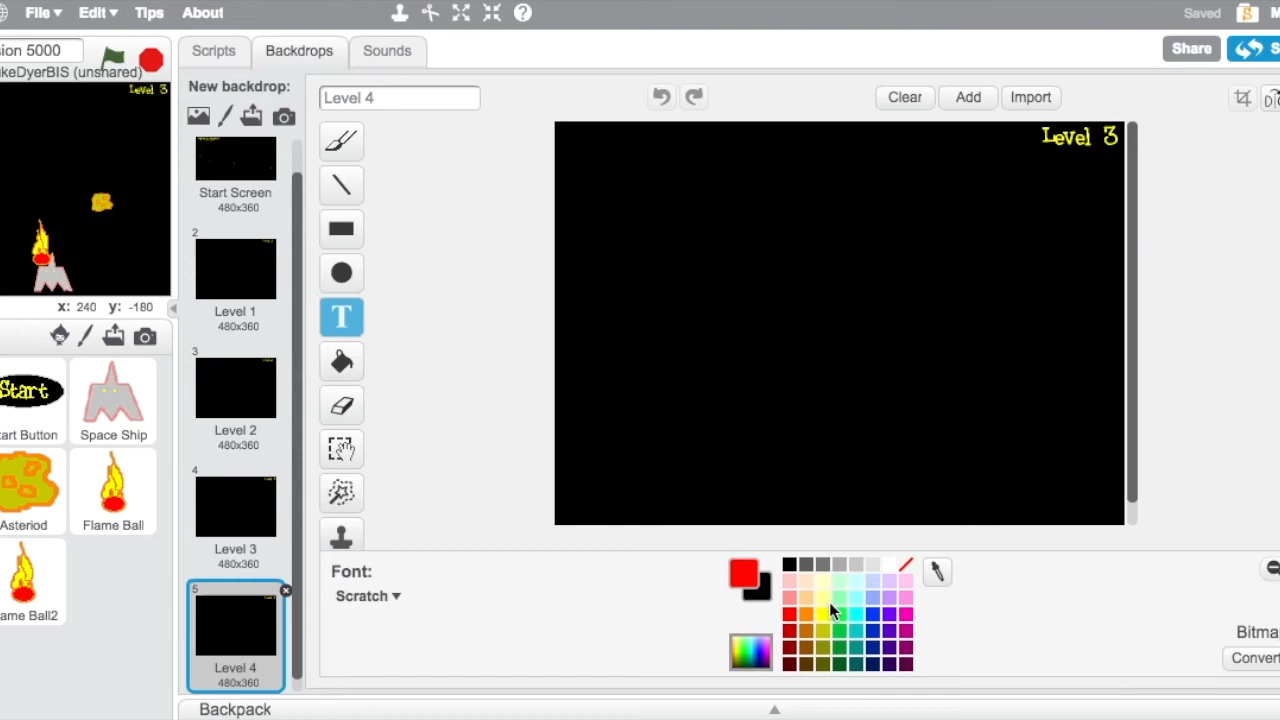 File Edit Tips About Saved
ion 5000
ukeDyerBIS (unshared)
Level 3
Scripts Backdrops Sounds
Share
New backdrop:
Level 4
Clear Add Import
Level 3
Start Screen
480x360
2
Level 1
480x360
3
Level 2
480x360
4
Level 3
480x360
5
Level 4
480x360
x: 240 y: -180
Start
art Button Space Ship
Asteriod Flame Ball
ame Ball2
T
Font:
Scratch
Bitma
Convert
Backpack